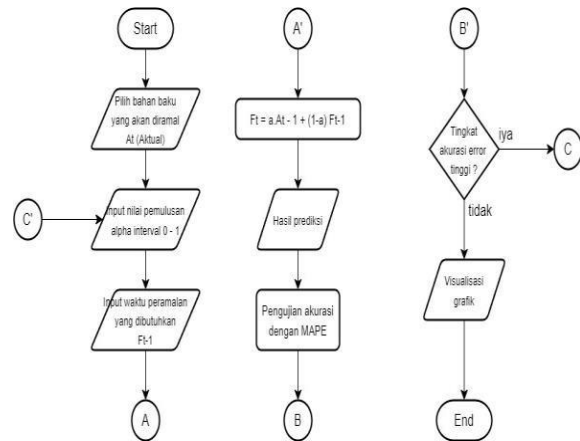 Start
Pilih bahan baku
yang akan diramal
At (Aktual)
C'
Input nilai pemulusan
alpha interval 0 - 1
Input waktu peramalan
yang dibutuhkan
Ft-1
A
A'
Ft = a.At - 1 + (1-a) Ft-1
Hasil prediksi
Pengujian akurasi
dengan MAPE
B
B'
Tingkat
akurasi error
tinggi ?
iya
C
tidak
Visualisasi
grafik
End